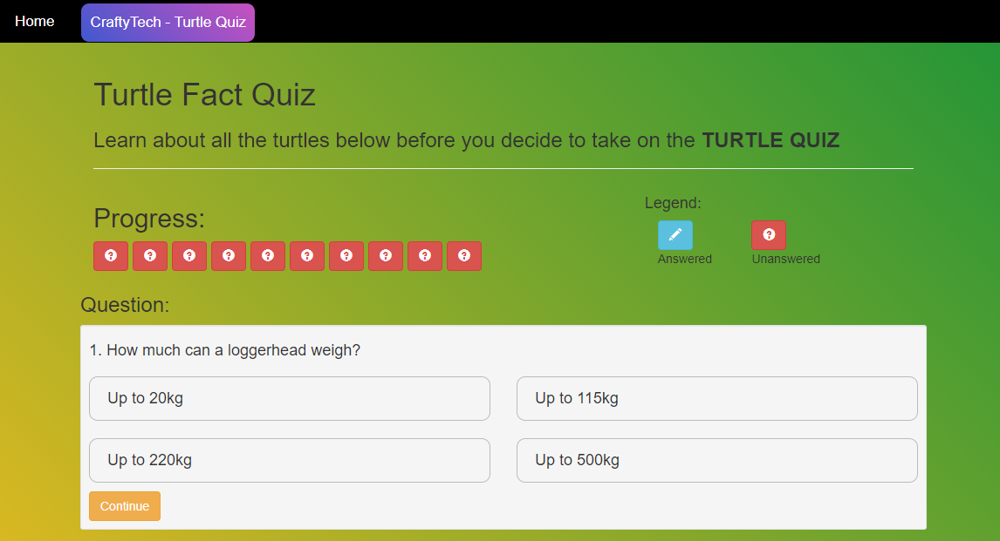 Home
CraftyTech - Turtle Quiz
Turtle Fact Quiz
Learn about all the turtles below before you decide to take on the TURTLE QUIZ
Legend:
Progress:
Answered
Unanswered
Question:
1. How much can a loggerhead weigh?
Up to 20kg
Up to 115kg
Up to 220kg
Up to 500kg
Continue